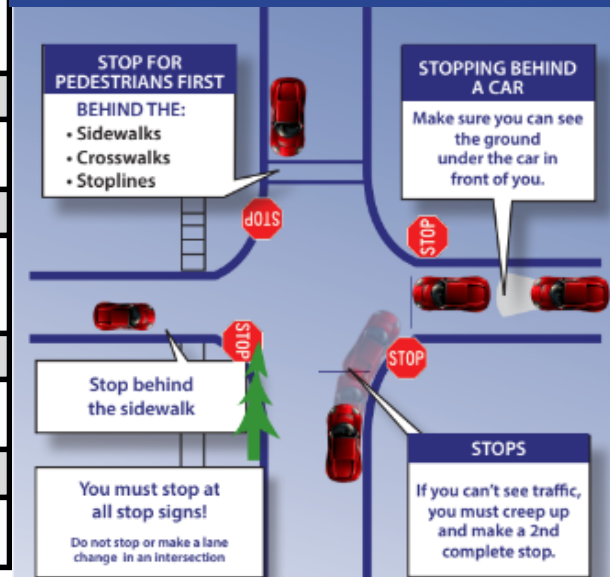 STOP FOR
PEDESTRIANS FIRST
BEHIND THE:
• Sidewalks
• Crosswalks
• Stoplines
STOPPING BEHIND
A CAR
Make sure you can see
the ground
under the car in
front of you.
STOP
STOP
STOP
STOP
Stop behind
the sidewalk
You must stop at
all stop signs!
Do not stop or make a lane
change in an intersection
STOPS
If you can't see traffic,
you must creep up
and make a 2nd
complete stop.